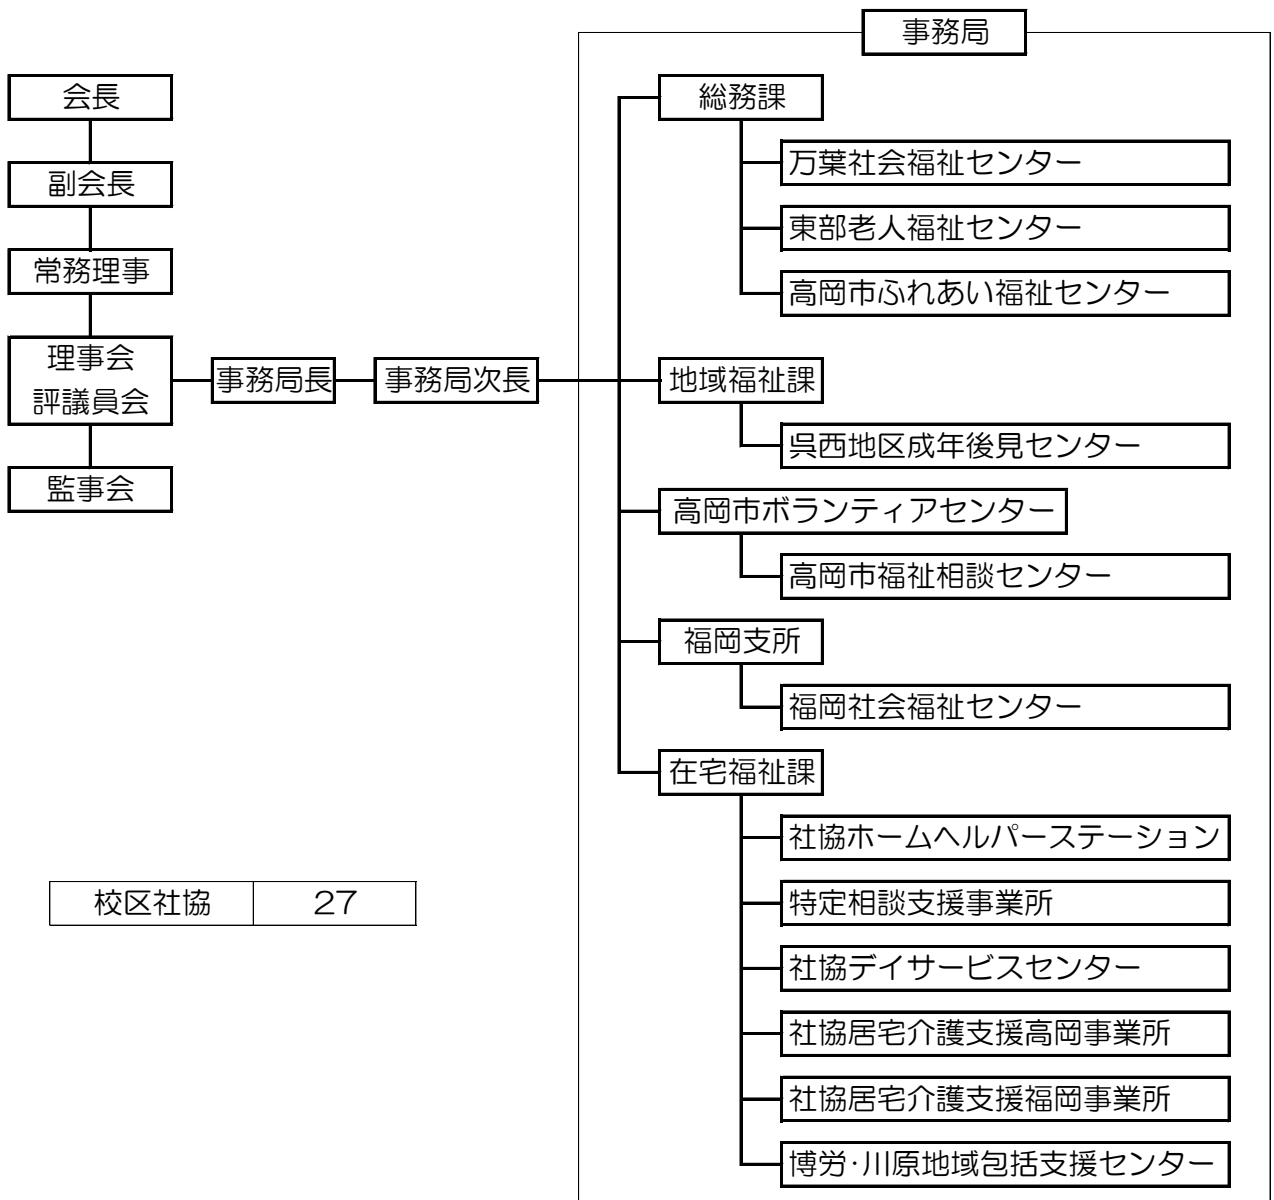 事務局
会長
副会長
常務理事
理事会
評議員会
監事会
事務局長
事務局次長
総務課
万葉社会福祉センター
東部老人福祉センター
高岡市ふれあい福祉センター
地域福祉課
呉西地区成年後見センター
高岡市ボランティアセンター
高岡市福祉相談センター
福岡支所
福岡社会福祉センター
在宅福祉課
社協ホームヘルパーステーション
特定相談支援事業所
社協デイサービスセンター
社協居宅介護支援高岡事業所
社協居宅介護支援福岡事業所
博労・川原地域包括支援センター
校区社協 27